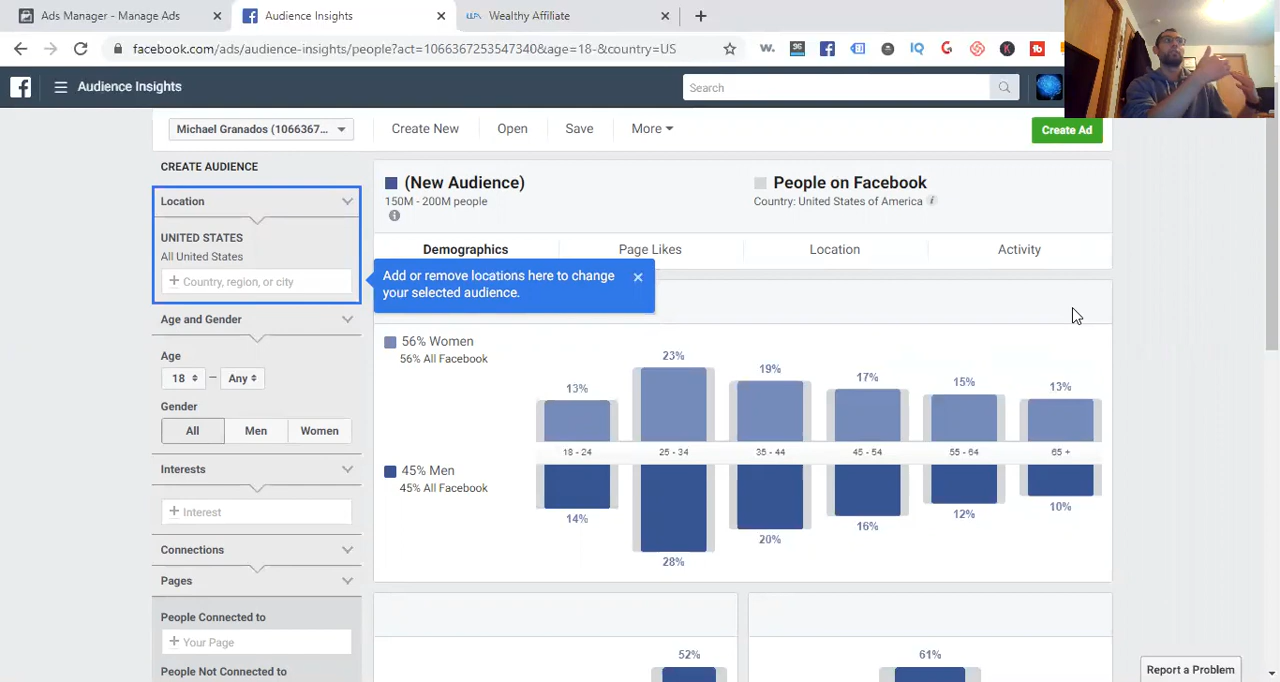 Ads Manager - Manage Ads
Audience Insights
Wealthy Affiliate
facebook.com/ads/audience-insights/people?act=1066367253547340&age=18-&country=US
Audience Insights
Search
Michael Granados (1066367...
Create New
Open
Save
More
Create Ad
CREATE AUDIENCE
Location
UNITED STATES
All United States
+ Country, region, or city
Age and Gender
Age
18 – Any
Gender
All Men Women
Interests
+ Interest
Connections
Pages
People Connected to
+ Your Page
People Not Connected to
(New Audience)
150M - 200M people
People on Facebook
Country: United States of America
Demographics
Page Likes
Location
Activity
Add or remove locations here to change
your selected audience.
56% Women
56% All Facebook
13% 23% 19% 17% 15% 13%
18 - 24 25 - 34 35 - 44 45 - 54 55 - 64 65 +
45% Men
45% All Facebook
14% 28% 20% 16% 12% 10%
52%
61%
Report a Problem